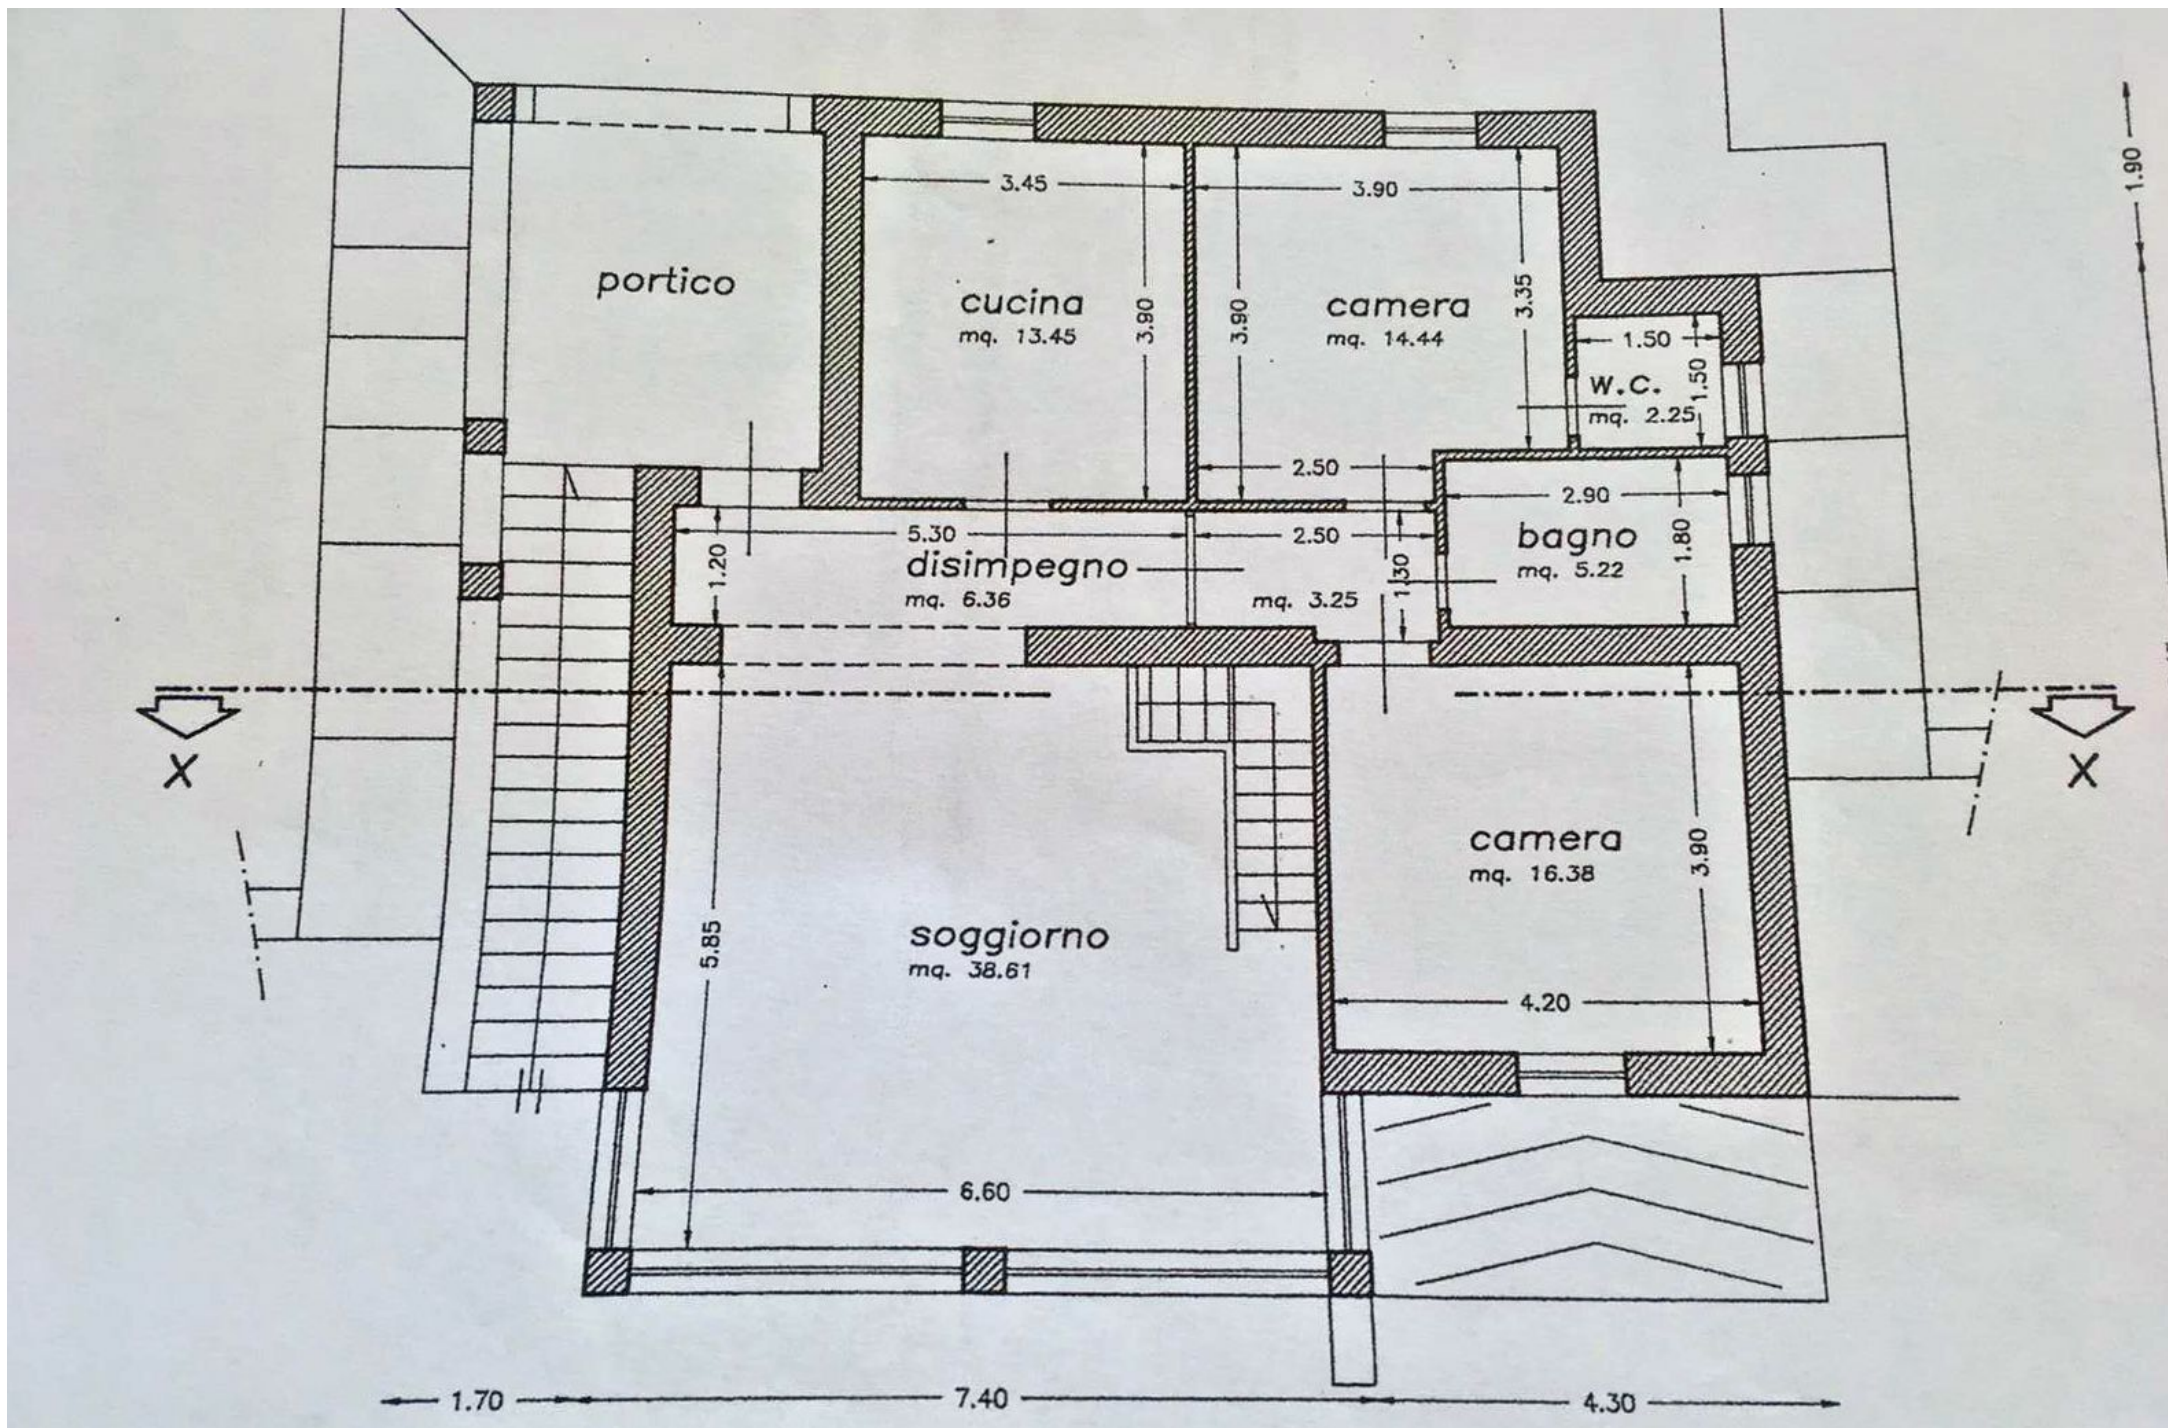 1.90
3.45
3.90
portico
cucina
mq. 13.45
3.90
3.90
camera
mq. 14.44
3.35
1.50
W.C.
mq. 2.25
1.50
2.50
2.90
bagno
mq. 5.22
1.80
5.30
2.50
1.20
disimpegno
mq. 6.36
mq. 3.25
1.30
X
X
camera
mq. 16.38
3.90
5.85
soggiorno
mq. 38.61
4.20
6.60
1.70
7.40
4.30